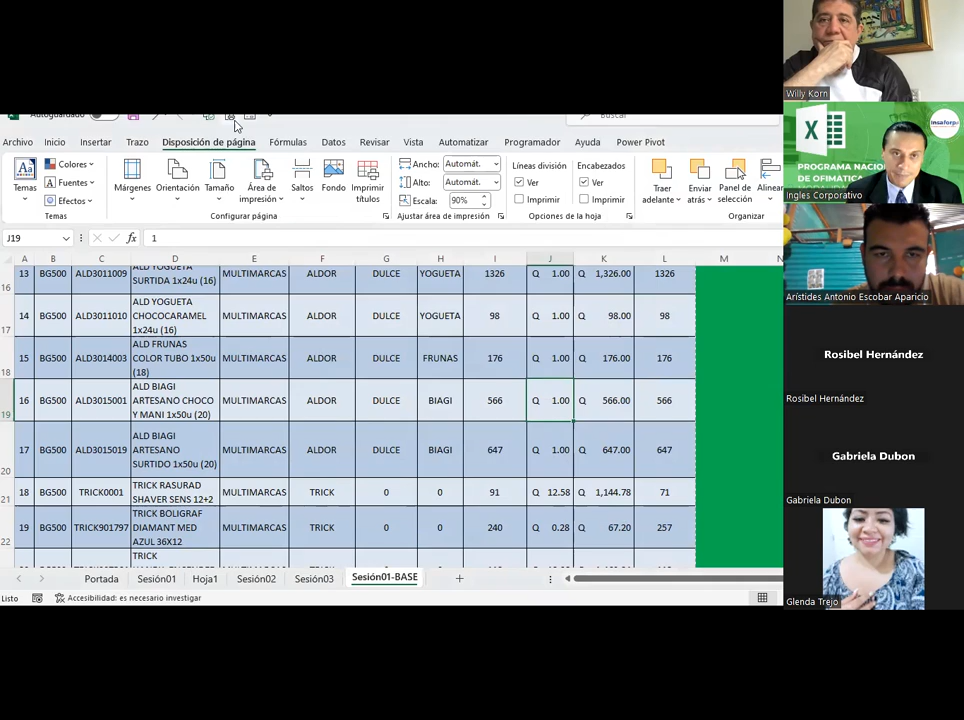 Autoguardado
Buscar
Archivo Inicio Insertar Trazo Disposición de página Fórmulas Datos Revisar Vista Automatizar Programador Ayuda Power Pivot
Temas
Colores
Fuentes
Efectos
Márgenes
Orientación
Tamaño
Área de
impresión
Saltos
Fondo
Imprimir
títulos
Ancho: Automát.
Alto: Automát.
Escala: 90%
Líneas división
Ver
Imprimir
Encabezados
Ver
Imprimir
Traer
adelante
Enviar
atrás
Panel de
selección
Alinear
Temas
Configurar página
Ajustar área de impresión
Opciones de la hoja
Organizar
J19 fx 1
A B C D E F G H I J K L M N
16 13 BG500 ALD3011009 ALD YOGUETA
SURTIDA 1x24u (16) MULTIMARCAS ALDOR DULCE YOGUETA 1326 Q 1.00 Q 1,326.00 1326
17 14 BG500 ALD3011010 ALD YOGUETA
CHOCOCARAMEL
1x24u (16) MULTIMARCAS ALDOR DULCE YOGUETA 98 Q 1.00 Q 98.00 98
18 15 BG500 ALD3014003 ALD FRUNAS
COLOR TUBO 1x50u
(18) MULTIMARCAS ALDOR DULCE FRUNAS 176 Q 1.00 Q 176.00 176
19 16 BG500 ALD3015001 ALD BIAGI
ARTESANO CHOCO
Y MANI 1x50u (20) MULTIMARCAS ALDOR DULCE BIAGI 566 Q 1.00 Q 566.00 566
20 17 BG500 ALD3015019 ALD BIAGI
ARTESANO
SURTIDO 1x50u (20) MULTIMARCAS ALDOR DULCE BIAGI 647 Q 1.00 Q 647.00 647
21 18 BG500 TRICK0001 TRICK RASURAD
SHAVER SENS 12+2 MULTIMARCAS TRICK 0 0 91 Q 12.58 Q 1,144.78 71
22 19 BG500 TRICK901797 TRICK BOLIGRAF
DIAMANT MED
AZUL 36X12 MULTIMARCAS TRICK 0 0 240 Q 0.28 Q 67.20 257
TRICK
Portada Sesión01 Hoja1 Sesión02 Sesión03 Sesión01-BASE
Listo Accesibilidad: es necesario investigar
Willy Korn
X
insaforp
PROGRAMA NACIO
DE OFIMATICA
Ingles Corporativo
Arístides Antonio Escobar Aparicio
Rosibel Hernández
Rosibel Hernández
Gabriela Dubon
Gabriela Dubon
Glenda Trejo